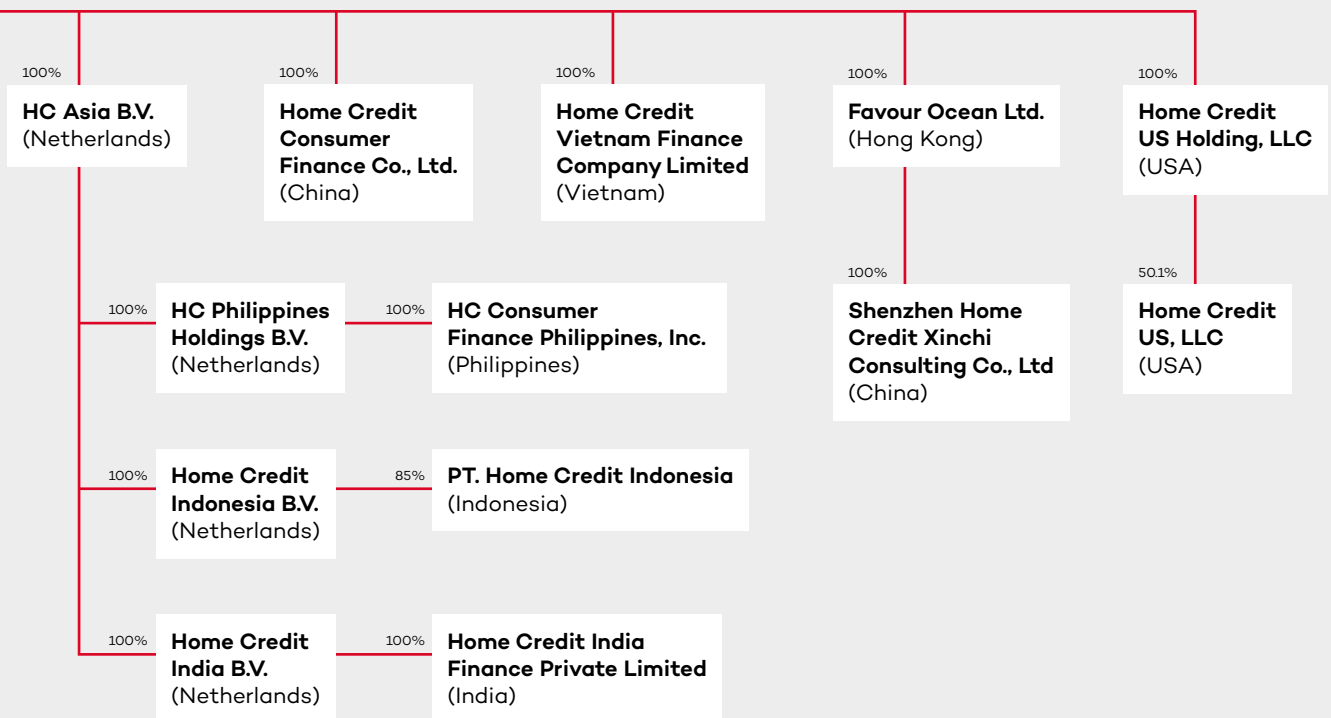 100%
HC Asia B.V.
(Netherlands)
100%
Home Credit
Consumer
Finance Co., Ltd.
(China)
100%
Home Credit
Vietnam Finance
Company Limited
(Vietnam)
100%
Favour Ocean Ltd.
(Hong Kong)
100%
Home Credit
US Holding, LLC
(USA)
100%
HC Philippines
Holdings B.V.
(Netherlands)
100%
HC Consumer
Finance Philippines, Inc.
(Philippines)
100%
Shenzhen Home
Credit Xinchi
Consulting Co., Ltd
(China)
50.1%
Home Credit
US, LLC
(USA)
100%
Home Credit
Indonesia B.V.
(Netherlands)
85%
PT. Home Credit Indonesia
(Indonesia)
100%
Home Credit
India B.V.
(Netherlands)
100%
Home Credit India
Finance Private Limited
(India)